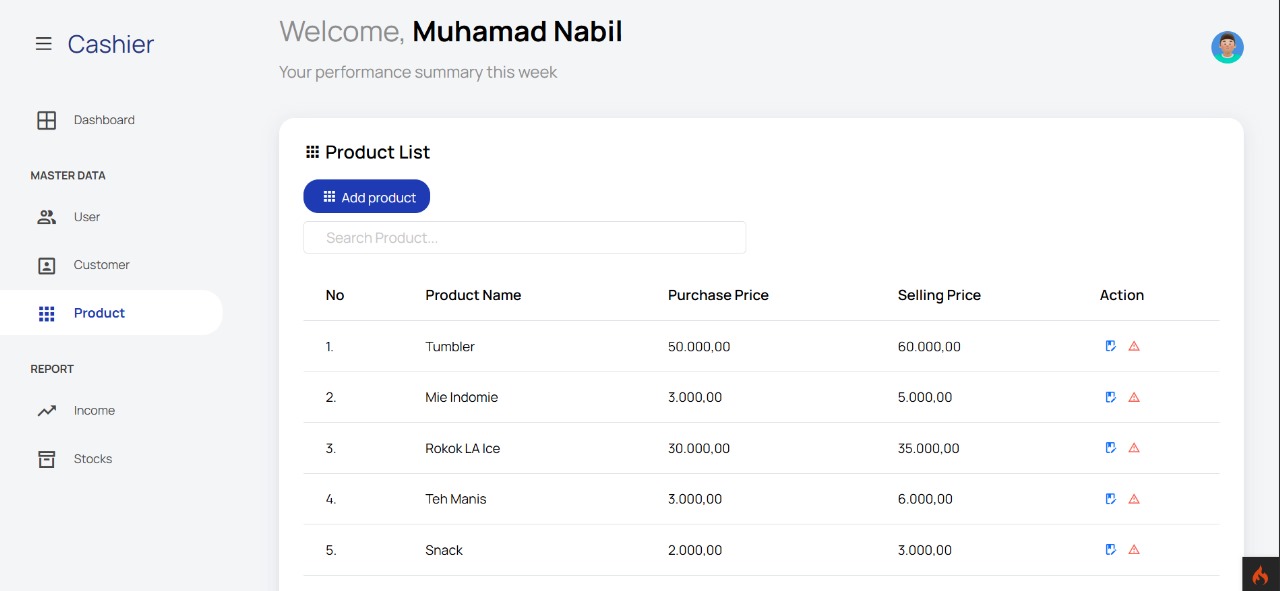 Cashier
Dashboard
MASTER DATA
User
Customer
Product
REPORT
Income
Stocks
Welcome, Muhamad Nabil
Your performance summary this week
Product List
Add product
Search Product...
No Product Name Purchase Price Selling Price Action
1. Tumbler 50.000,00 60.000,00
2. Mie Indomie 3.000,00 5.000,00
3. Rokok LA Ice 30.000,00 35.000,00
4. Teh Manis 3.000,00 6.000,00
5. Snack 2.000,00 3.000,00